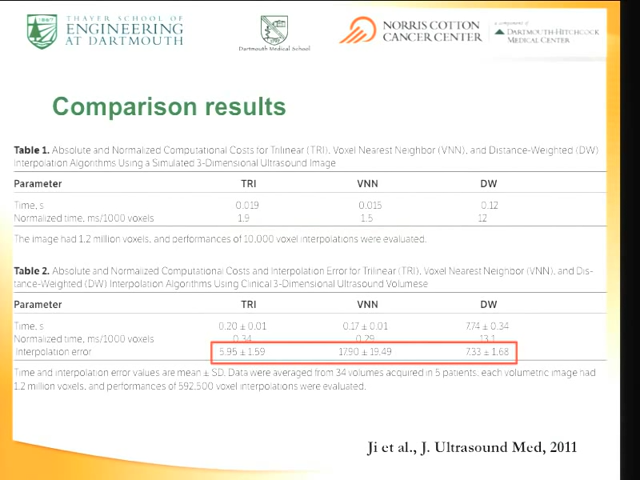 THAYER SCHOOL OF
ENGINEERING
AT DARTMOUTH
Dartmouth Medical School
NORRIS COTTON
CANCER CENTER
a component of
DARTMOUTH-HITCHCOCK
MEDICAL CENTER
Comparison results
Table 1. Absolute and Normalized Computational Costs for Trilinear (TRI), Voxel Nearest Neighbor (VNN), and Distance-Weighted (DW)
Interpolation Algorithms Using a Simulated 3-Dimensional Ultrasound Image
Parameter TRI VNN DW
Time, s 0.019 0.015 0.12
Normalized time, ms/1000 voxels 1.9 1.5 12
The image had 1.2 million voxels, and performances of 10,000 voxel interpolations were evaluated.
Table 2. Absolute and Normalized Computational Costs and Interpolation Error for Trilinear (TRI), Voxel Nearest Neighbor (VNN), and Dis-
tance-Weighted (DW) Interpolation Algorithms Using Clinical 3-Dimensional Ultrasound Volumese
Parameter TRI VNN DW
Time, s 0.20 ± 0.01 0.17 ± 0.01 7.74 ± 0.34
Normalized time, ms/1000 voxels 0.34 0.29 13.1
Interpolation error 5.95 ± 1.59 17.90 ± 19.49 7.33 ± 1.68
Time and interpolation error values are mean ± SD. Data were averaged from 34 volumes acquired in 5 patients; each volumetric image had
1.2 million voxels, and performances of 592,500 voxel interpolations were evaluated.
Ji et al., J. Ultrasound Med, 2011